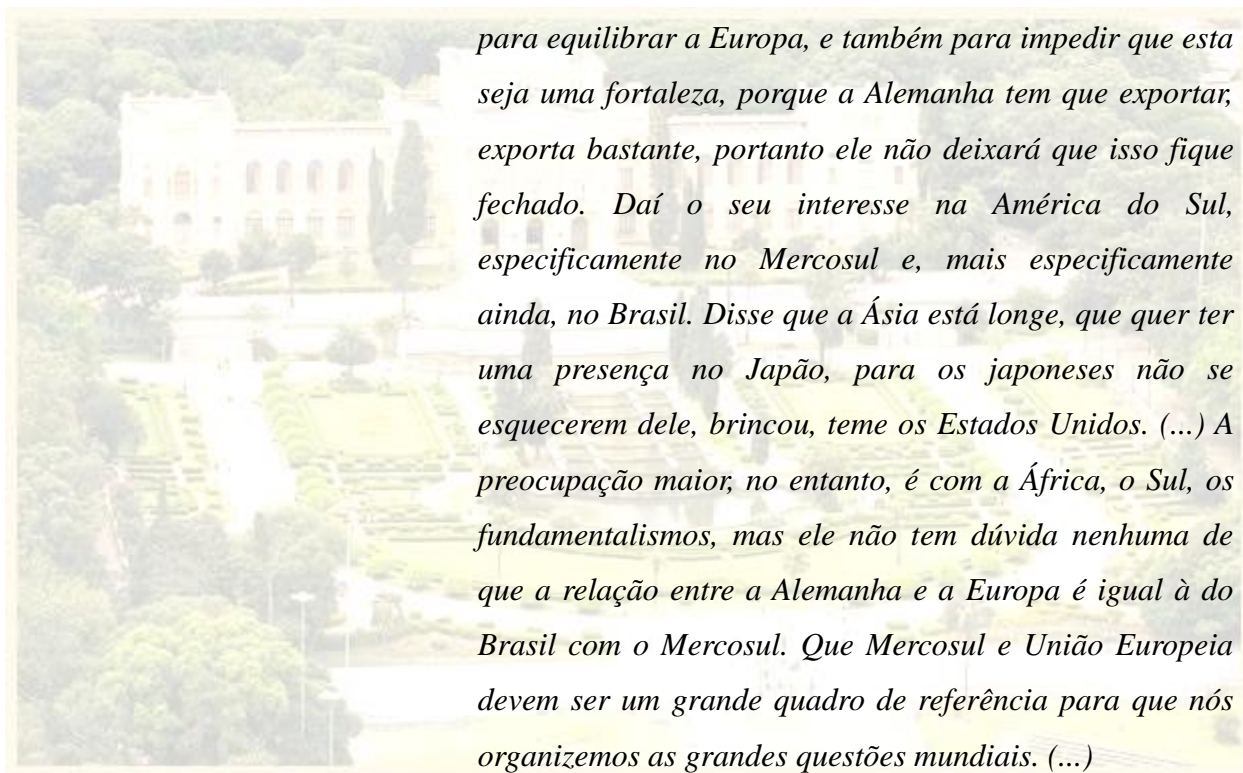 para equilibrar a Europa, e também para impedir que esta
seja uma fortaleza, porque a Alemanha tem que exportar,
exporta bastante, portanto ele não deixará que isso fique
fechado. Daí o seu interesse na América do Sul,
especificamente no Mercosul e, mais especificamente
ainda, no Brasil. Disse que a Ásia está longe, que quer ter
uma presença no Japão, para os japoneses não se
esquecerem dele, brincou, teme os Estados Unidos. (...) A
preocupação maior, no entanto, é com a África, o Sul, os
fundamentalismos, mas ele não tem dúvida nenhuma de
que a relação entre a Alemanha e a Europa é igual à do
Brasil com o Mercosul. Que Mercosul e União Europeia
devem ser um grande quadro de referência para que nós
organizemos as grandes questões mundiais. (...)